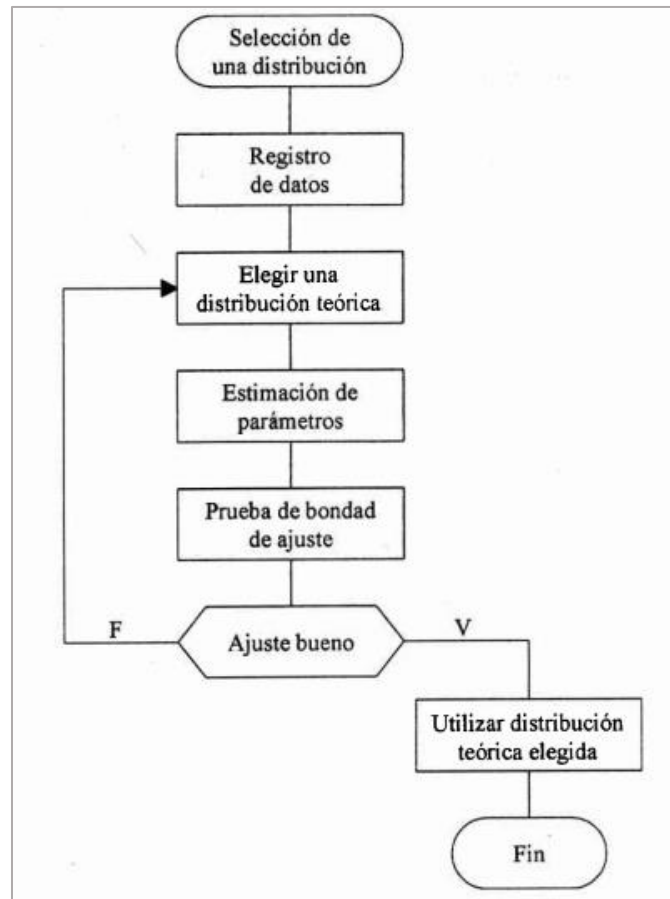 Selección de
una distribución
Registro
de datos
Elegir una
distribución teórica
Estimación de
parámetros
Prueba de bondad
de ajuste
F
Ajuste bueno
V
Utilizar distribución
teórica elegida
Fin